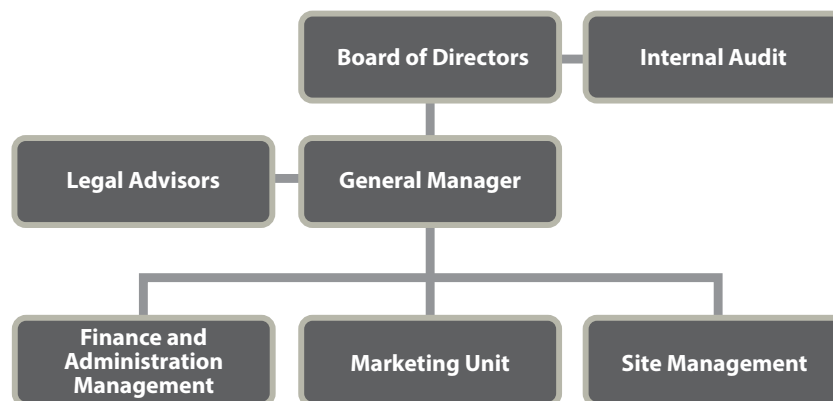 Board of Directors
Internal Audit
Legal Advisors
General Manager
Finance and
Administration
Management
Marketing Unit
Site Management